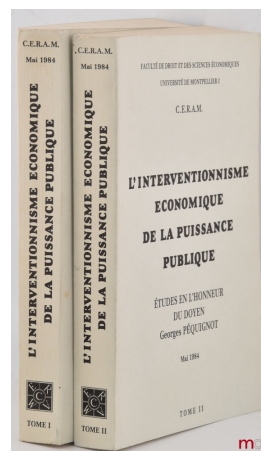 C.E.R.A.M.
Mai 1984
L'INTERVENTIONNISME ECONOMIQUE
DE LA PUISSANCE PUBLIQUE
TOME I
C.E.R.A.M.
Mai 1984
L'INTERVENTIONNISME ECONOMIQUE
DE LA PUISSANCE PUBLIQUE
TOME II
FACULTÉ DE DROIT ET DES SCIENCES ÉCONOMIQUES
UNIVERSITÉ DE MONTPELLIER I
C.E.R.A.M.
L'INTERVENTIONNISME
ECONOMIQUE
DE LA PUISSANCE
PUBLIQUE
ÉTUDES EN L'HONNEUR
DU DOYEN
Georges PÉQUIGNOT
Mai 1984
TOME II